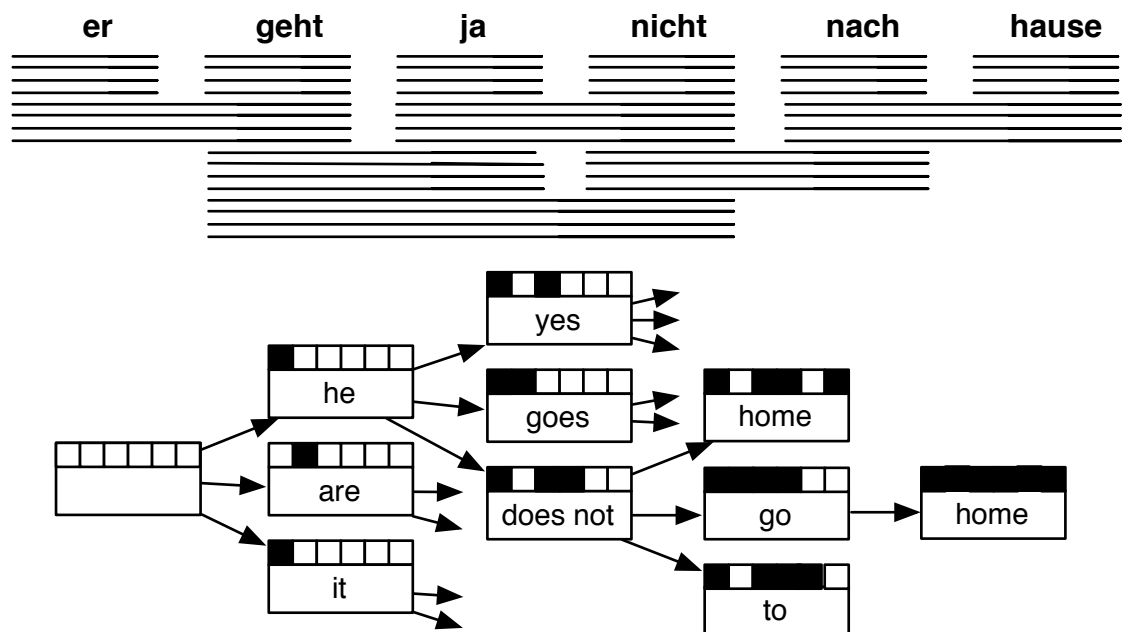 er geht ja nicht nach hause
yes
he
goes
home
are
does not
go
home
it
to